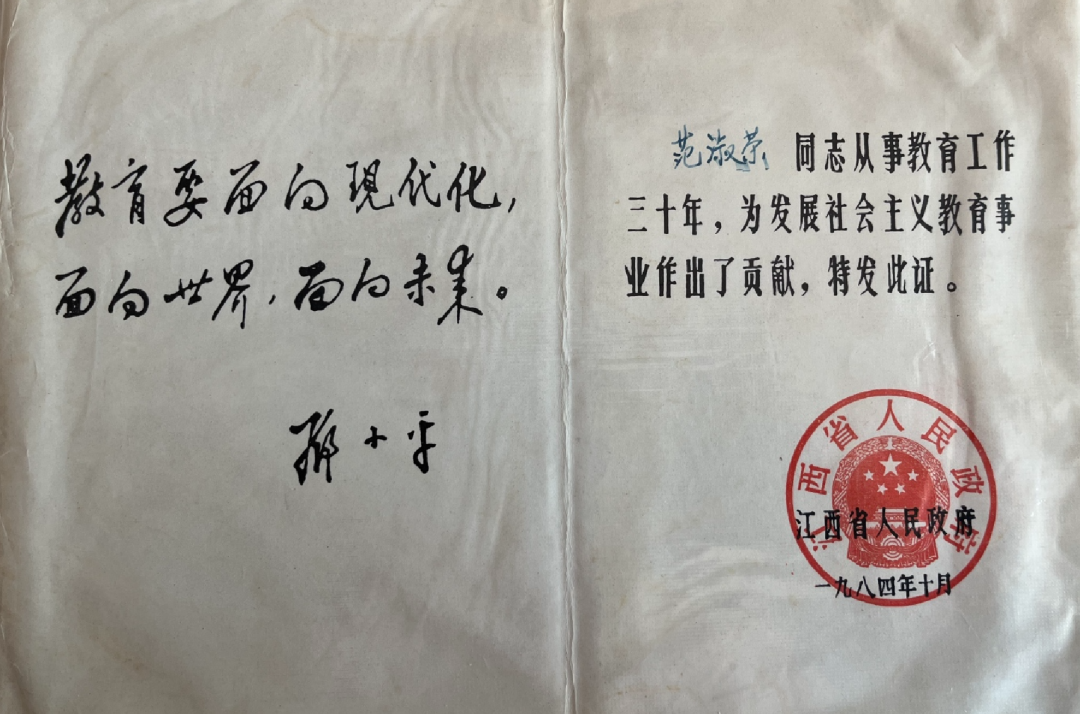 教育要面向現代化，
面向世界，面向未来。
邓小平
范淑荣 同志从事教育工作
三十年，为发展社会主义教育事
业作出了贡献，特发此证。
江西省人民政府
江西省人民政府
一九八四年十月